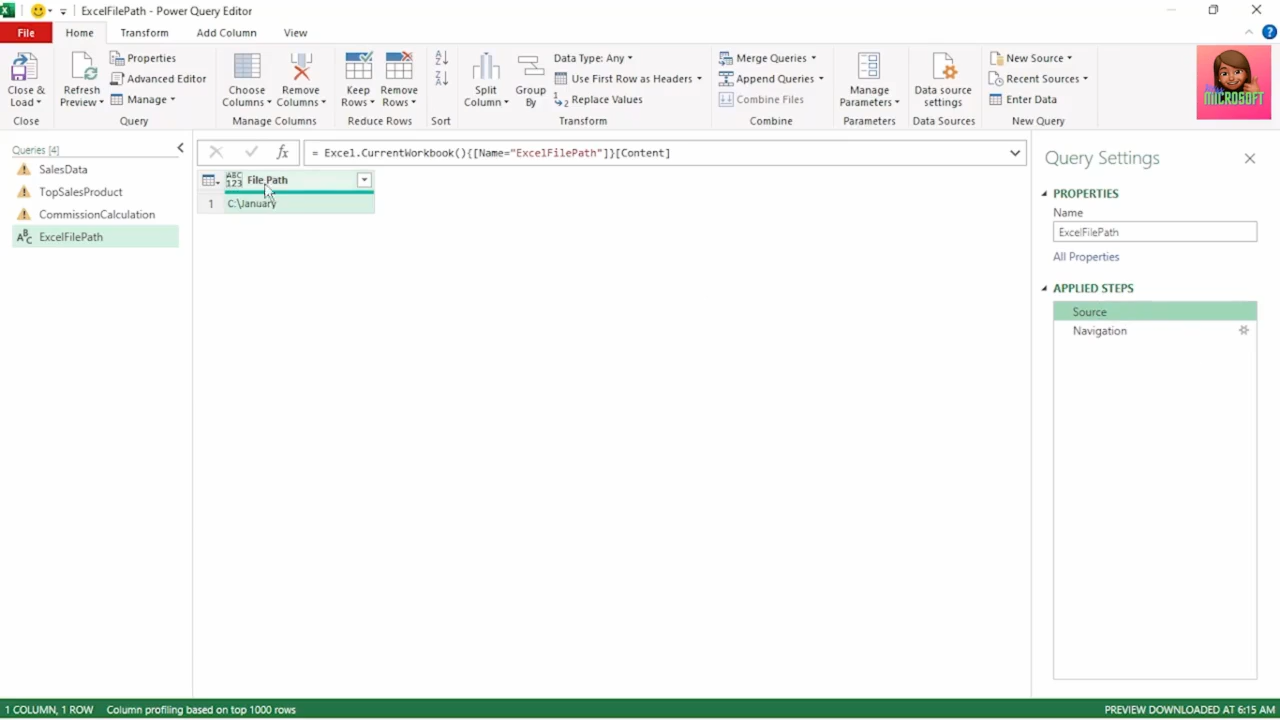 ExcelFilePath - Power Query Editor
File
Home
Transform
Add Column
View
Close & Load
Close
Refresh Preview
Properties
Advanced Editor
Manage
Query
Choose Columns
Remove Columns
Manage Columns
Keep Rows
Remove Rows
Reduce Rows
Sort
Split Column
Group By
Data Type: Any
Use First Row as Headers
Replace Values
Transform
Merge Queries
Append Queries
Combine Files
Combine
Manage Parameters
Parameters
Data source settings
Data Sources
New Source
Recent Sources
Enter Data
New Query
MICROSOFT
Queries [4]
SalesData
TopSalesProduct
CommissionCalculation
ExcelFilePath
= Excel.CurrentWorkbook(){[Name="ExcelFilePath"]}[Content]
ABC 123 File Path
1 C:\January
Query Settings
PROPERTIES
Name
ExcelFilePath
All Properties
APPLIED STEPS
Source
Navigation
1 COLUMN, 1 ROW Column profiling based on top 1000 rows
PREVIEW DOWNLOADED AT 6:15 AM